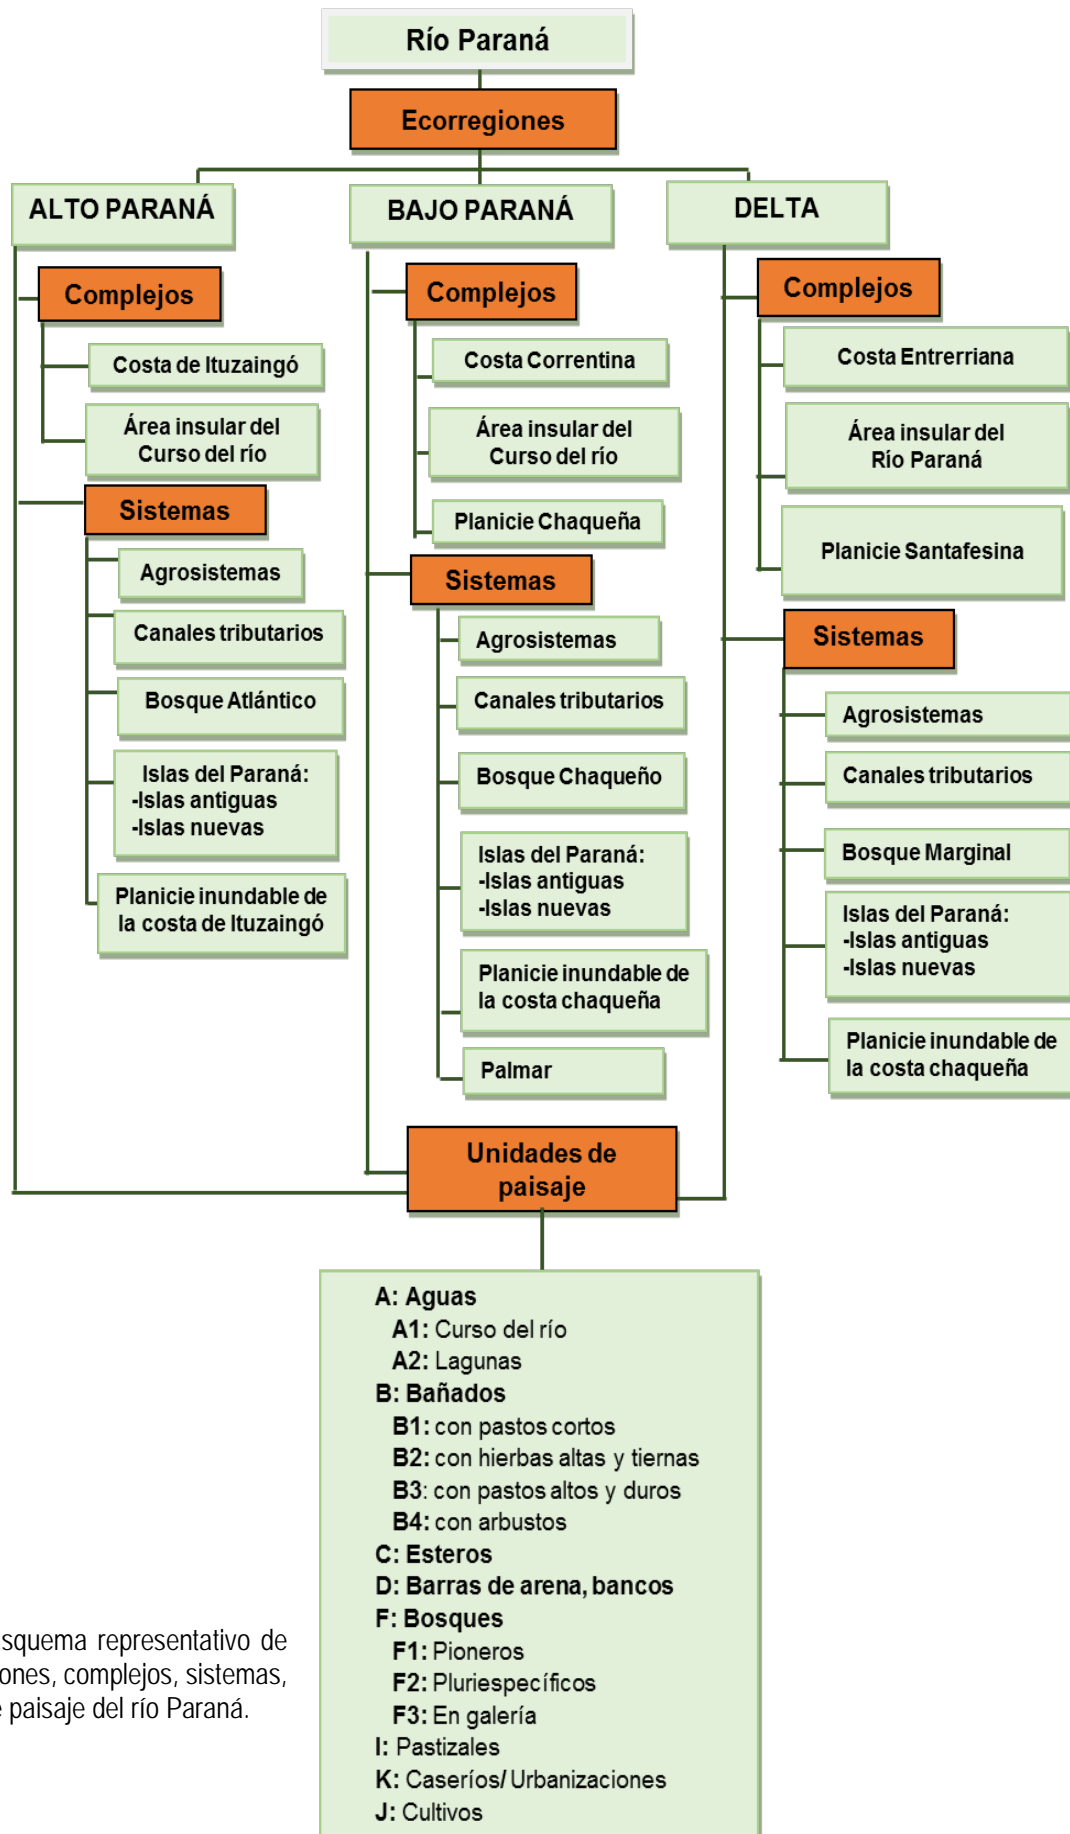 Río Paraná
Ecorregiones
ALTO PARANÁ
Complejos
Costa de Ituzaingó
Área insular del
Curso del río
Sistemas
Agrosistemas
Canales tributarios
Bosque Atlántico
Islas del Paraná:
-Islas antiguas
-Islas nuevas
Planicie inundable de
la costa de Ituzaingó
BAJO PARANÁ
Complejos
Costa Correntina
Área insular del
Curso del río
Planicie Chaqueña
Sistemas
Agrosistemas
Canales tributarios
Bosque Chaqueño
Islas del Paraná:
-Islas antiguas
-Islas nuevas
Planicie inundable de
la costa chaqueña
Palmar
DELTA
Complejos
Costa Entrerriana
Área insular del
Río Paraná
Planicie Santafesina
Sistemas
Agrosistemas
Canales tributarios
Bosque Marginal
Islas del Paraná:
-Islas antiguas
-Islas nuevas
Planicie inundable de
la costa chaqueña
Unidades de
paisaje
A: Aguas
A1: Curso del río
A2: Lagunas
B: Bañados
B1: con pastos cortos
B2: con hierbas altas y tiernas
B3: con pastos altos y duros
B4: con arbustos
C: Esteros
D: Barras de arena, bancos
F: Bosques
F1: Pioneros
F2: Pluriespecíficos
F3: En galería
I: Pastizales
K: Caseríos/ Urbanizaciones
J: Cultivos
squema representativo de
iones, complejos, sistemas,
paisaje del río Paraná.